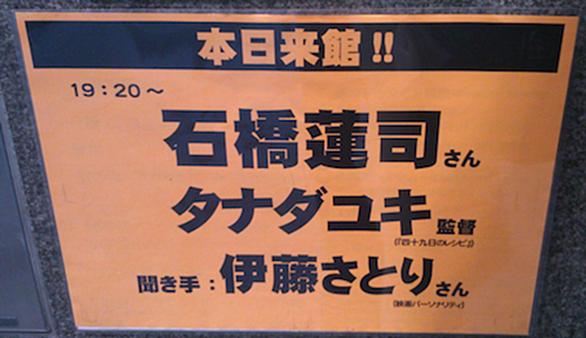 本日来館!!
19:20〜
石橋蓮司さん
タナダユキ監督
(『四十九日のレシピ』)
聞き手:伊藤さとりさん
(映画パーソナリティ)